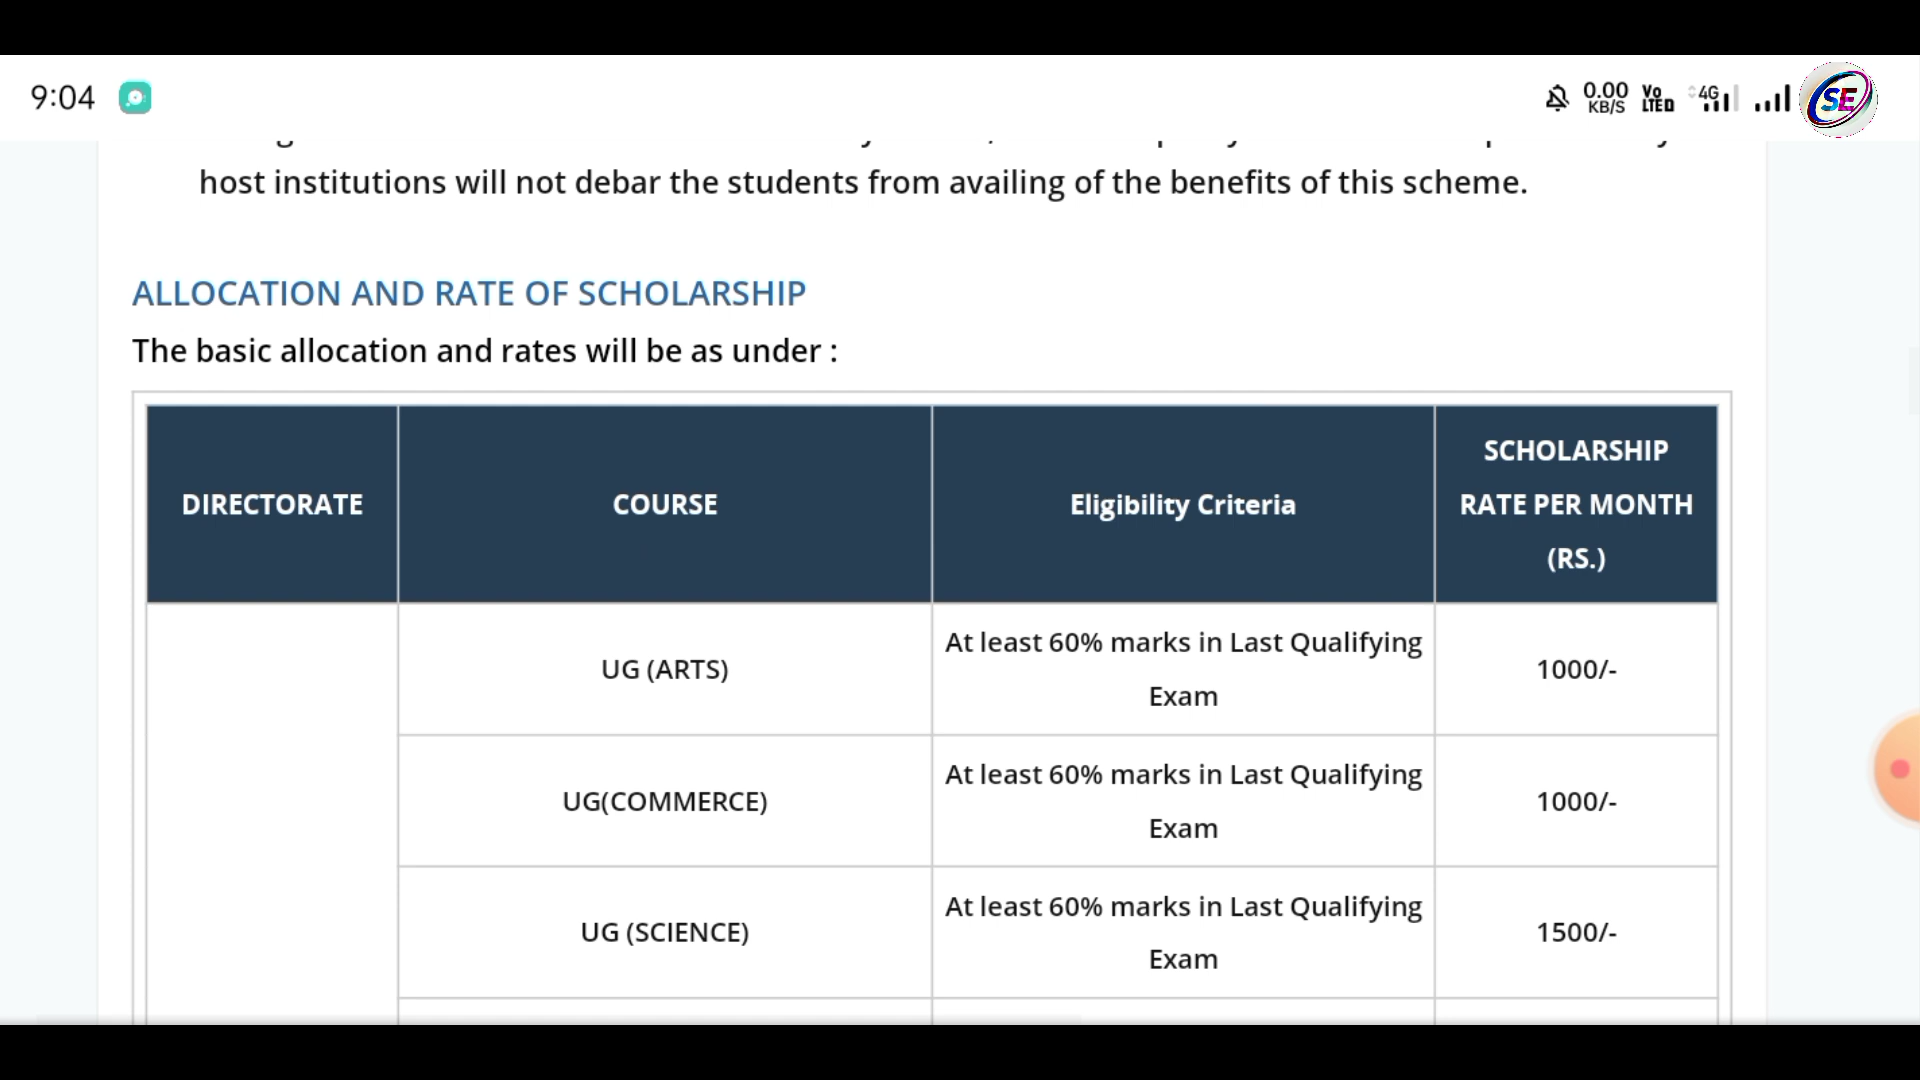 9:04
0.00
KB/S
Vo
LTE
4G
SE
host institutions will not debar the students from availing of the benefits of this scheme.
ALLOCATION AND RATE OF SCHOLARSHIP
The basic allocation and rates will be as under :
DIRECTORATE
COURSE
Eligibility Criteria
SCHOLARSHIP
RATE PER MONTH
(RS.)
UG (ARTS)
At least 60% marks in Last Qualifying
Exam
1000/-
UG(COMMERCE)
At least 60% marks in Last Qualifying
Exam
1000/-
UG (SCIENCE)
At least 60% marks in Last Qualifying
Exam
1500/-